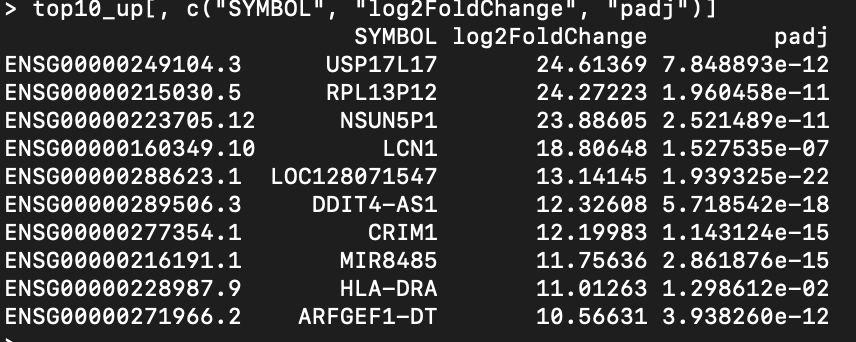 > top10_up[, c("SYMBOL", "log2FoldChange", "padj")]
SYMBOL log2FoldChange padj
ENSG00000249104.3 USP17L17 24.61369 7.848893e-12
ENSG00000215030.5 RPL13P12 24.27223 1.960458e-11
ENSG00000223705.12 NSUN5P1 23.88605 2.521489e-11
ENSG00000160349.10 LCN1 18.80648 1.527535e-07
ENSG00000288623.1 LOC128071547 13.14145 1.939325e-22
ENSG00000289506.3 DDIT4-AS1 12.32608 5.718542e-18
ENSG00000277354.1 CRIM1 12.19983 1.143124e-15
ENSG00000216191.1 MIR8485 11.75636 2.861876e-15
ENSG00000228987.9 HLA-DRA 11.01263 1.298612e-02
ENSG00000271966.2 ARFGEF1-DT 10.56631 3.938260e-12
>